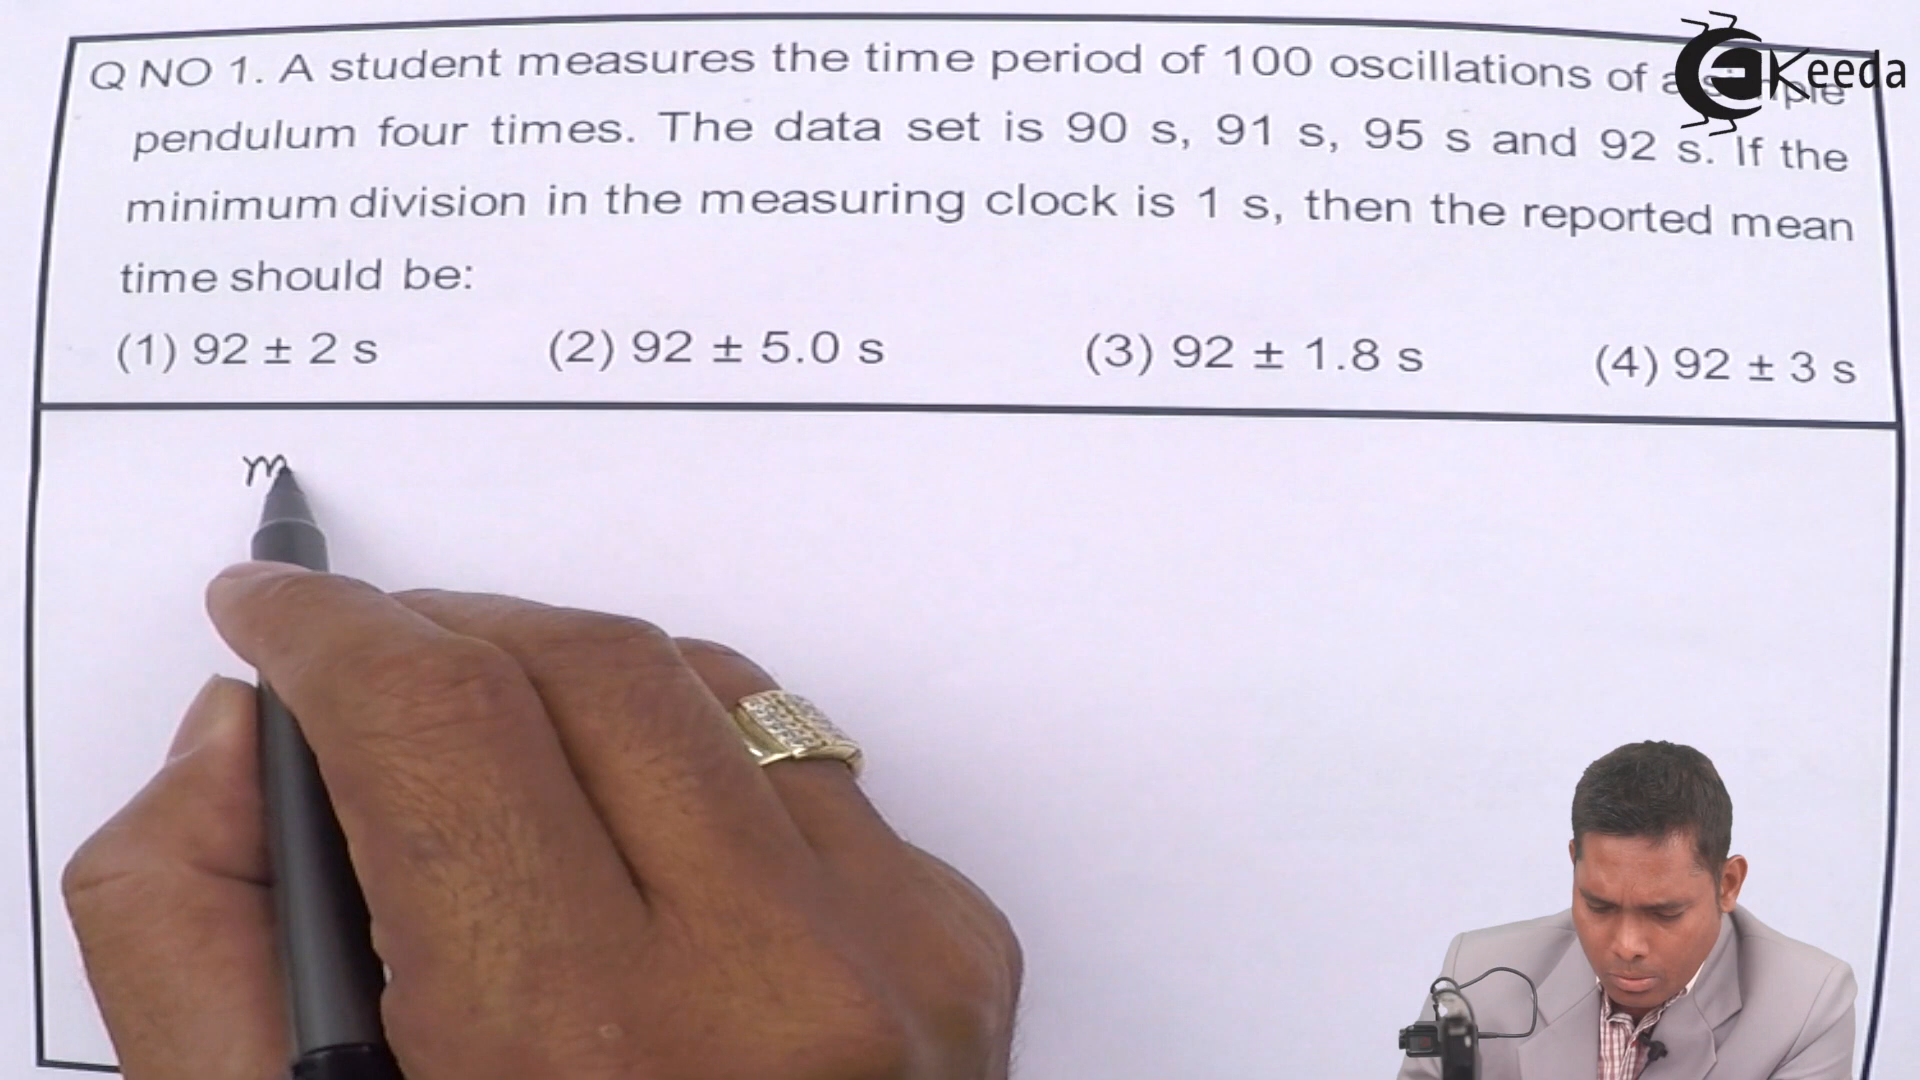 Q NO 1. A student measures the time period of 100 oscillations of a simple
pendulum four times. The data set is 90 s, 91 s, 95 s and 92 s. If the
minimum division in the measuring clock is 1 s, then the reported mean
time should be:
(1) 92 ± 2 s (2) 92 ± 5.0 s (3) 92 ± 1.8 s (4) 92 ± 3 s
m
EKeeda